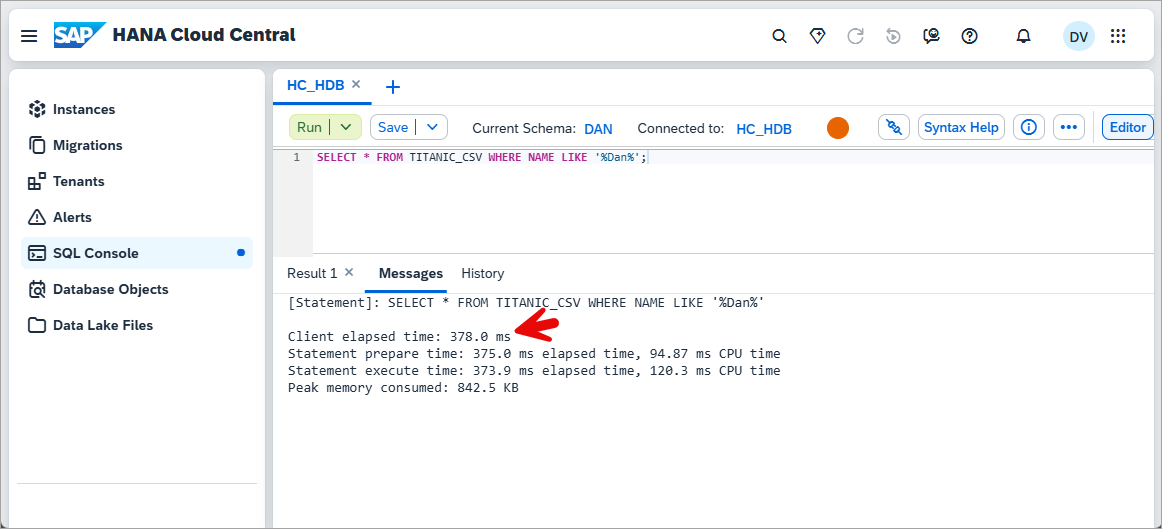 SAP HANA Cloud Central
DV
Instances
Migrations
Tenants
Alerts
SQL Console
Database Objects
Data Lake Files
HC_HDB
Run Save Current Schema: DAN Connected to: HC_HDB Syntax Help Editor
1 SELECT * FROM TITANIC_CSV WHERE NAME LIKE '%Dan%';
Result 1 Messages History
[Statement]: SELECT * FROM TITANIC_CSV WHERE NAME LIKE '%Dan%'
Client elapsed time: 378.0 ms
Statement prepare time: 375.0 ms elapsed time, 94.87 ms CPU time
Statement execute time: 373.9 ms elapsed time, 120.3 ms CPU time
Peak memory consumed: 842.5 KB